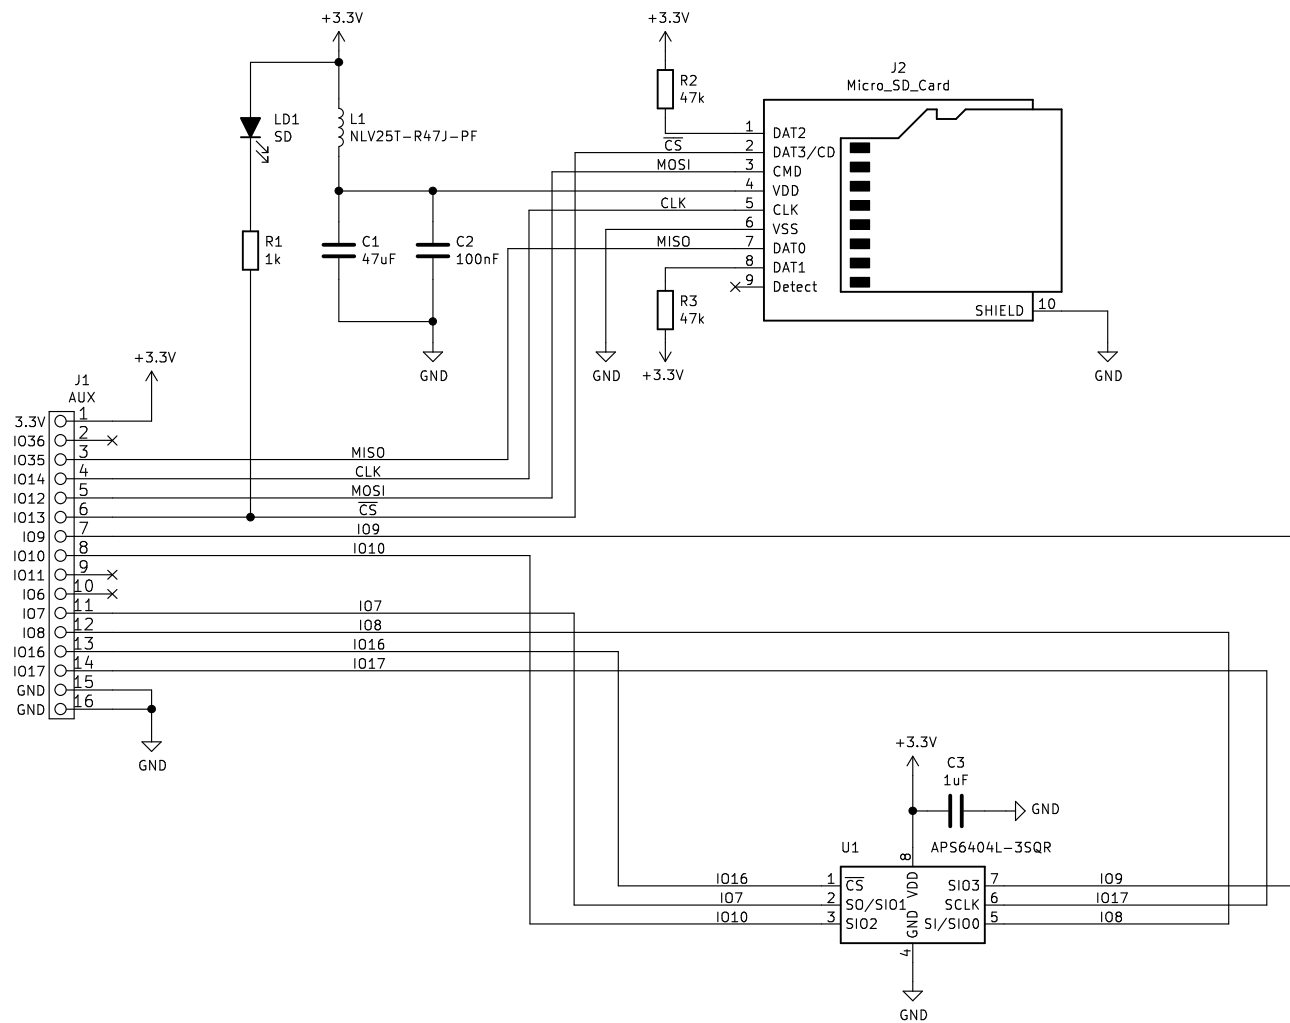 +3.3V
+3.3V
J2
Micro_SD_Card
R2
47k
LD1
SD
L1
NLV25T-R47J-PF
1 DAT2
CS 2 DAT3/CD
MOSI 3 CMD
4 VDD
CLK 5 CLK
6 VSS
MISO 7 DAT0
8 DAT1
9 Detect
SHIELD 10
R1
1k
C1
47uF
C2
100nF
R3
47k
GND
GND
+3.3V
GND
+3.3V
J1
AUX
3.3V 1
IO36 2
IO35 3 MISO
IO14 4 CLK
IO12 5 MOSI
IO13 6 CS
IO9 7 IO9
IO10 8 IO10
IO11 9
IO6 10
IO7 11 IO7
IO8 12 IO8
IO16 13 IO16
IO17 14 IO17
GND 15
GND 16
GND
+3.3V
C3
1uF
GND
U1
APS6404L-3SQR
8
VDD
IO16 1 CS
IO7 2 SO/SIO1
IO10 3 SIO2
SIO3 7 IO9
SCLK 6 IO17
SI/SIO0 5 IO8
GND
4
GND